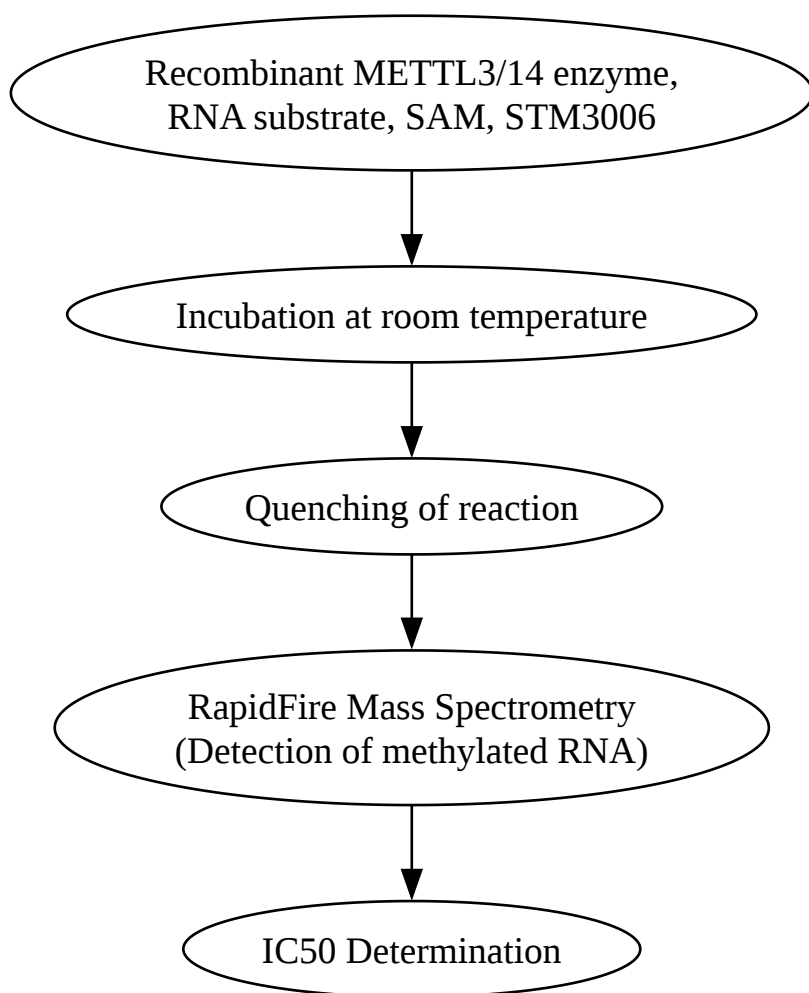 Recombinant METTL3/14 enzyme,
RNA substrate, SAM, STM3006
Incubation at room temperature
Quenching of reaction
RapidFire Mass Spectrometry
(Detection of methylated RNA)
IC50 Determination